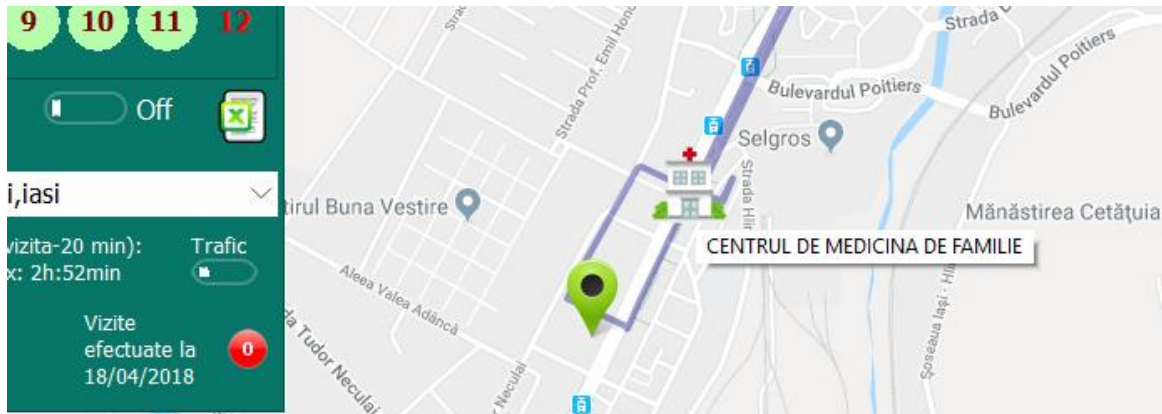 9 10 11 12
Off
i,iasi
vizita-20 min):
x: 2h:52min
Trafic
Vizite
efectuate la
18/04/2018
0
Strada Prof. Emil
Strada
Bulevardul Poitiers
Bulevardul Poitiers
Selgros
tirul Buna Vestire
Strada
Mănăstirea Cetățuia
CENTRUL DE MEDICINA DE FAMILIE
Aleea Valea Adâncă
da Tudor Neculai
Neculai
Șoseaua Iași